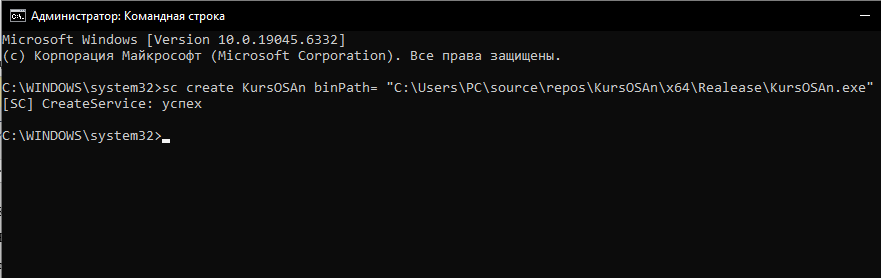 Администратор: Командная строка
Microsoft Windows [Version 10.0.19045.6332]
(c) Корпорация Майкрософт (Microsoft Corporation). Все права защищены.
C:\WINDOWS\system32>sc create KursOSAn binPath= "C:\Users\PC\source\repos\KursOSAn\x64\Realease\KursOSAn.exe"
[SC] CreateService: успех
C:\WINDOWS\system32>